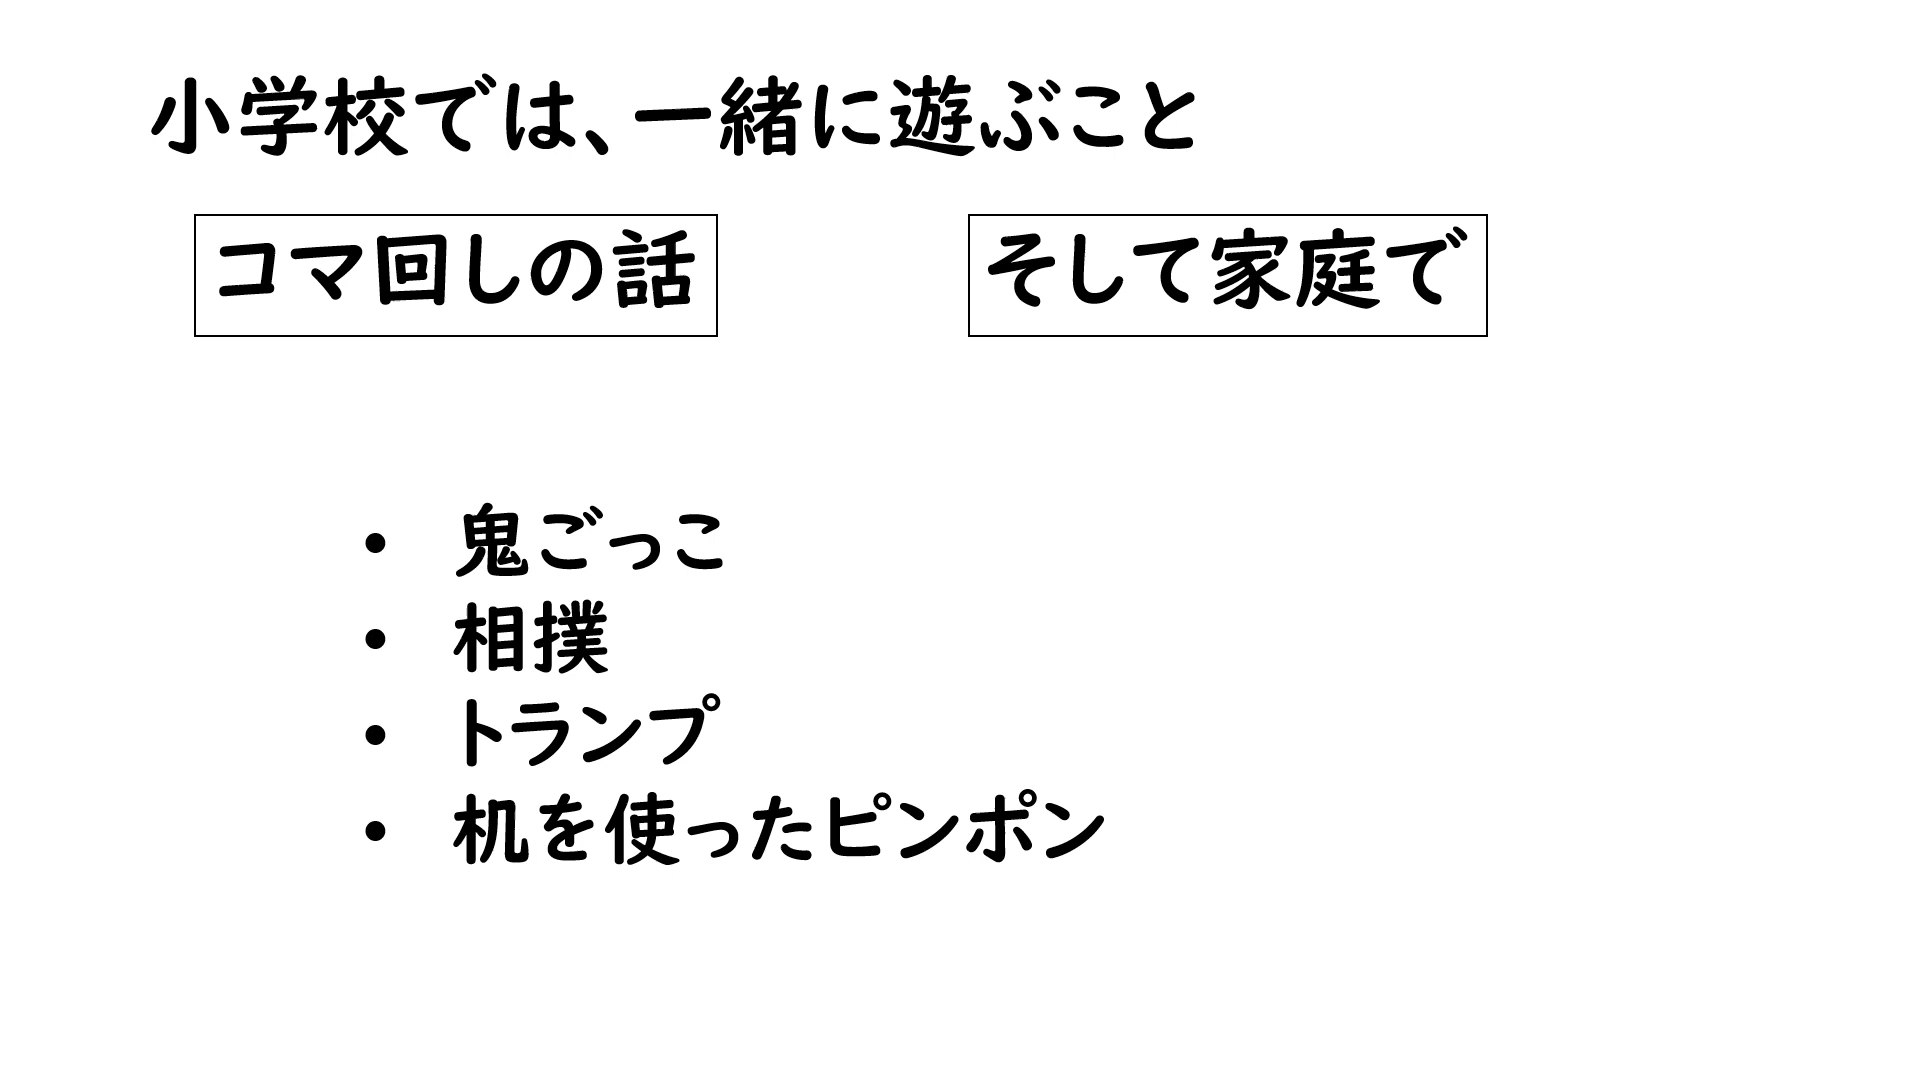 小学校では、一緒に遊ぶこと
コマ回しの話
そして家庭で
• 鬼ごっこ
• 相撲
• トランプ
• 机を使ったピンポン